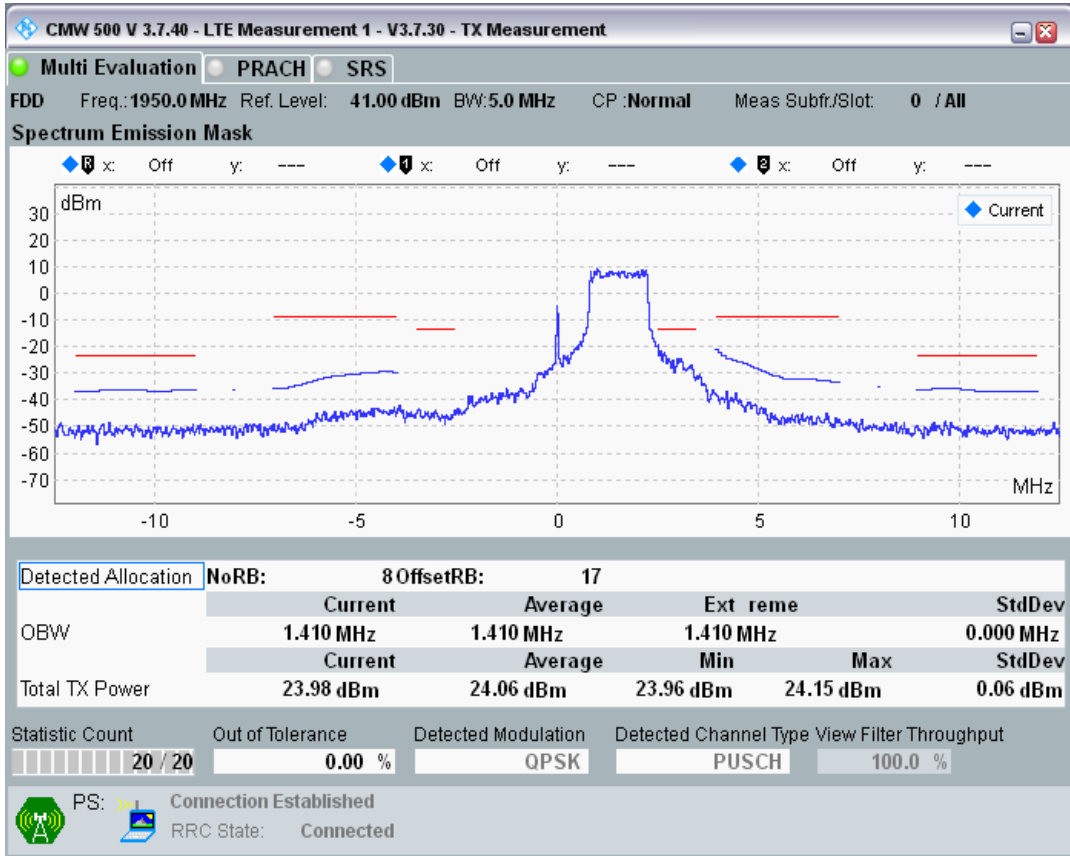 CMW 500 V 3.7.40 - LTE Measurement 1 - V3.7.30 - TX Measurement
Multi Evaluation PRACH SRS
FDD Freq.: 1950.0 MHz Ref. Level: 41.00 dBm BW: 5.0 MHz CP : Normal Meas Subfr./Slot: 0 / All
Spectrum Emission Mask
R x: Off y: --- 1 x: Off y: --- 2 x: Off y: ---
dBm
Current
30
20
10
0
-10
-20
-30
-40
-50
-60
-70
MHz
-10 -5 0 5 10
Detected Allocation NoRB: 8 OffsetRB: 17
Current Average Ext reme StdDev
OBW 1.410 MHz 1.410 MHz 1.410 MHz 0.000 MHz
Current Average Min Max StdDev
Total TX Power 23.98 dBm 24.06 dBm 23.96 dBm 24.15 dBm 0.06 dBm
Statistic Count Out of Tolerance Detected Modulation Detected Channel Type View Filter Throughput
20 / 20 0.00 % QPSK PUSCH 100.0 %
PS: Connection Established
RRC State: Connected